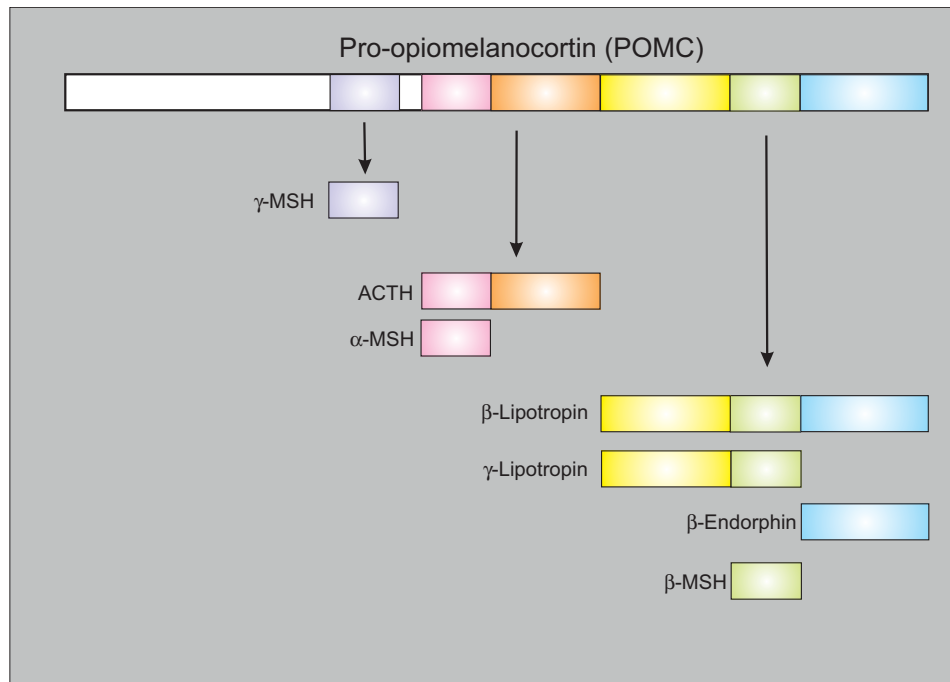 Pro-opiomelanocortin (POMC)
γ-MSH
ACTH
α-MSH
β-Lipotropin
γ-Lipotropin
β-Endorphin
β-MSH